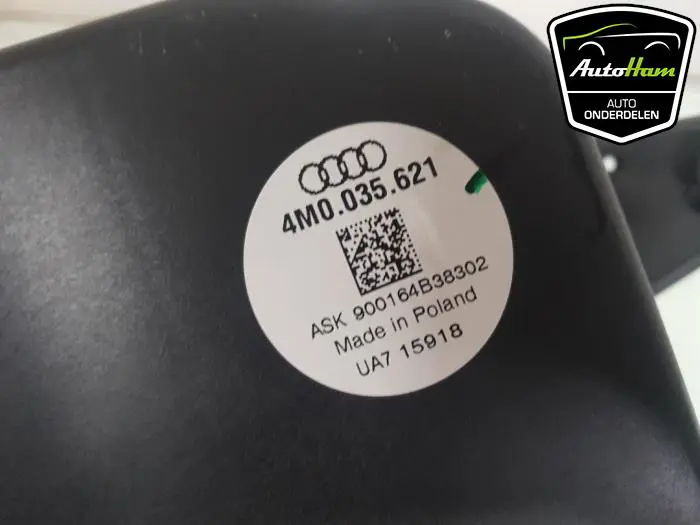 AutoHam
AUTO
ONDERDELEN
4M0.035.621
ASK 900164B38302
Made in Poland
UA7 15918